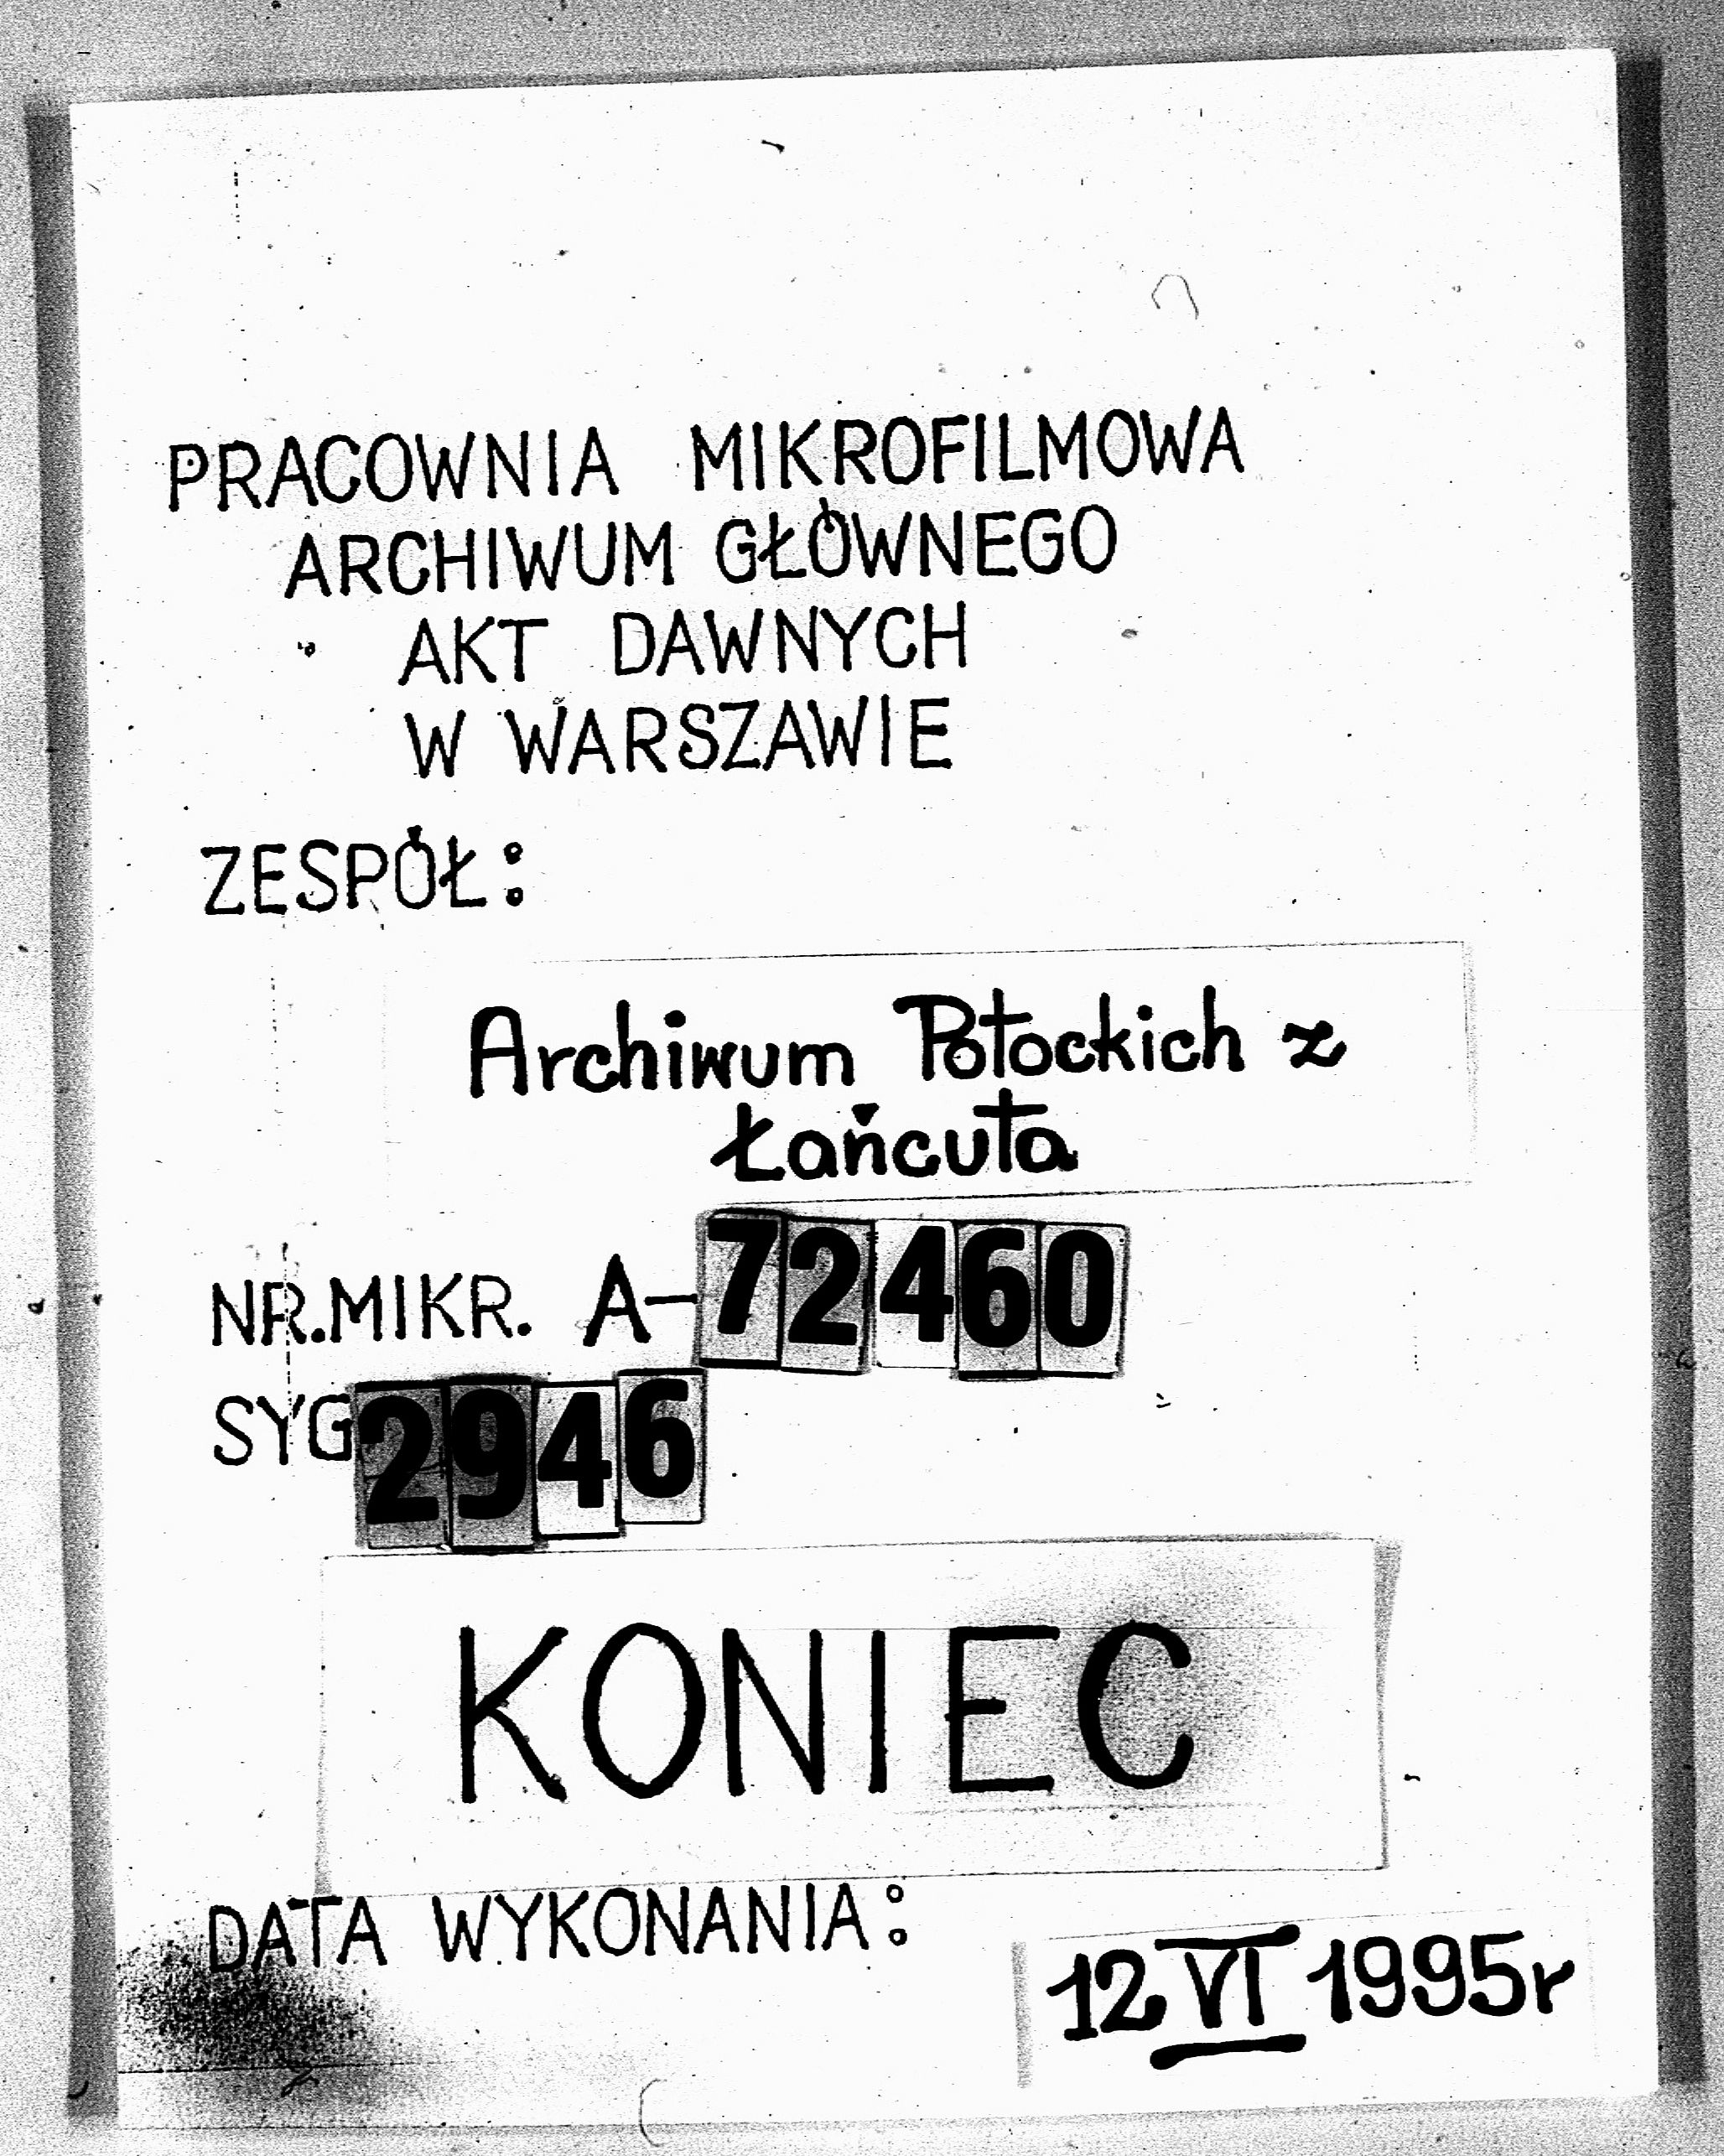 PRACOWNIA MIKROFILMOWA
ARCHIWUM GŁÓWNEGO
AKT DAWNYCH
W WARSZAWIE
ZESPÓŁ:
Archiwum Potockich z
Łańcuta
NR.MIKR. A-72460
SYG 2946
KONIEC
DATA WYKONANIA:
12 VI 1995r